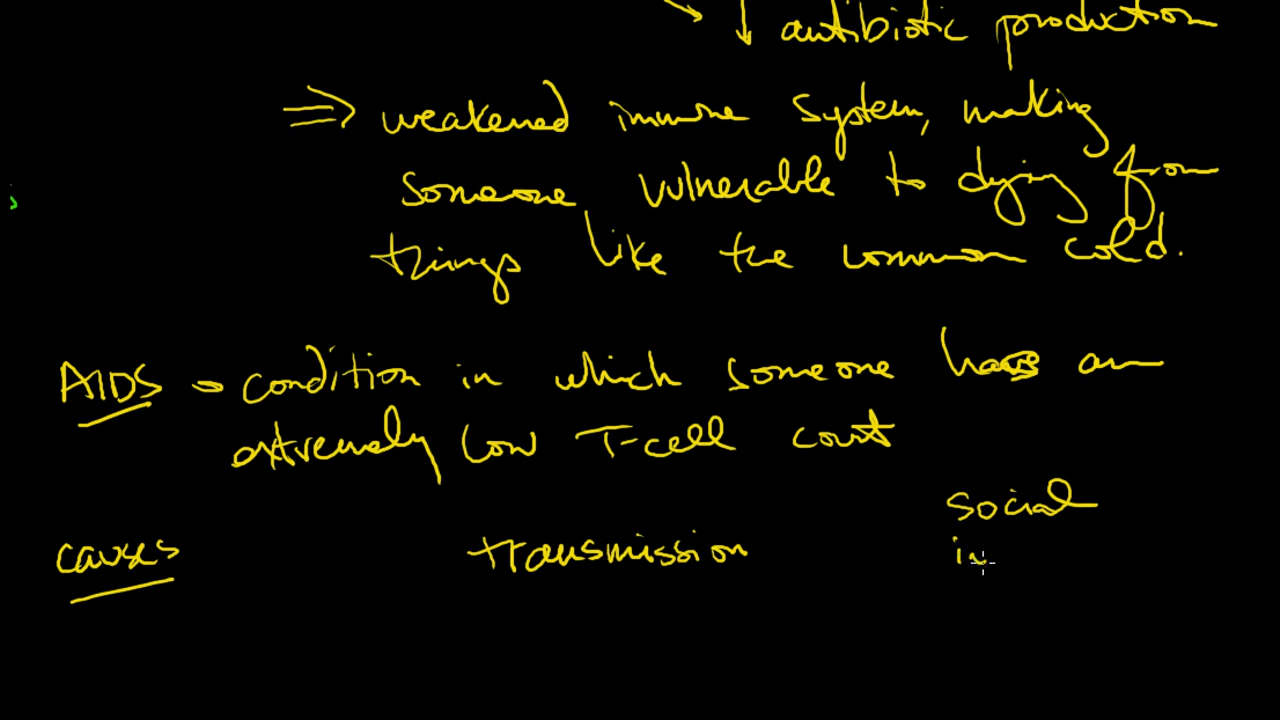 ↓ antibiotic production
⇒ weakened immune system, making
someone vulnerable to dying from
things like the common cold.
AIDS - condition in which someone has an
extremely low T-cell count
social
causes transmission in